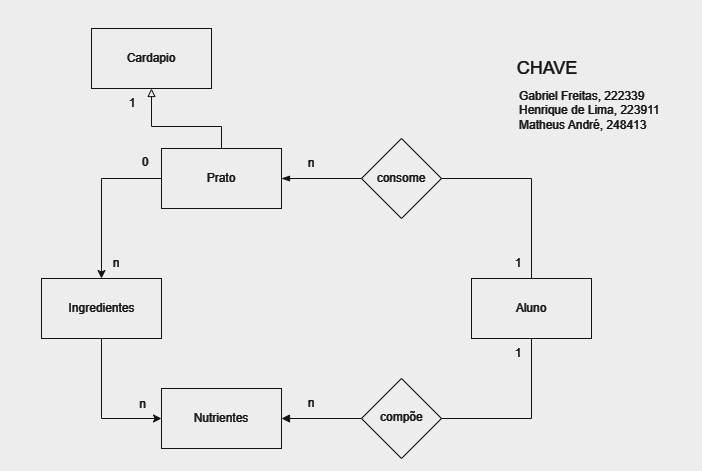 Cardapio
CHAVE
Gabriel Freitas, 222339
Henrique de Lima, 223911
Matheus André, 248413
1
0
Prato
n
consome
n
1
Ingredientes
Aluno
1
n
Nutrientes
n
compõe